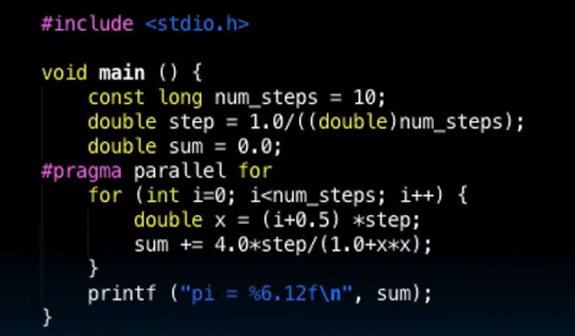 #include <stdio.h>

void main () {
    const long num_steps = 10;
    double step = 1.0/((double)num_steps);
    double sum = 0.0;
#pragma parallel for
    for (int i=0; i<num_steps; i++) {
        double x = (i+0.5) *step;
        sum += 4.0*step/(1.0+x*x);
    }
    printf ("pi = %6.12f\n", sum);
}